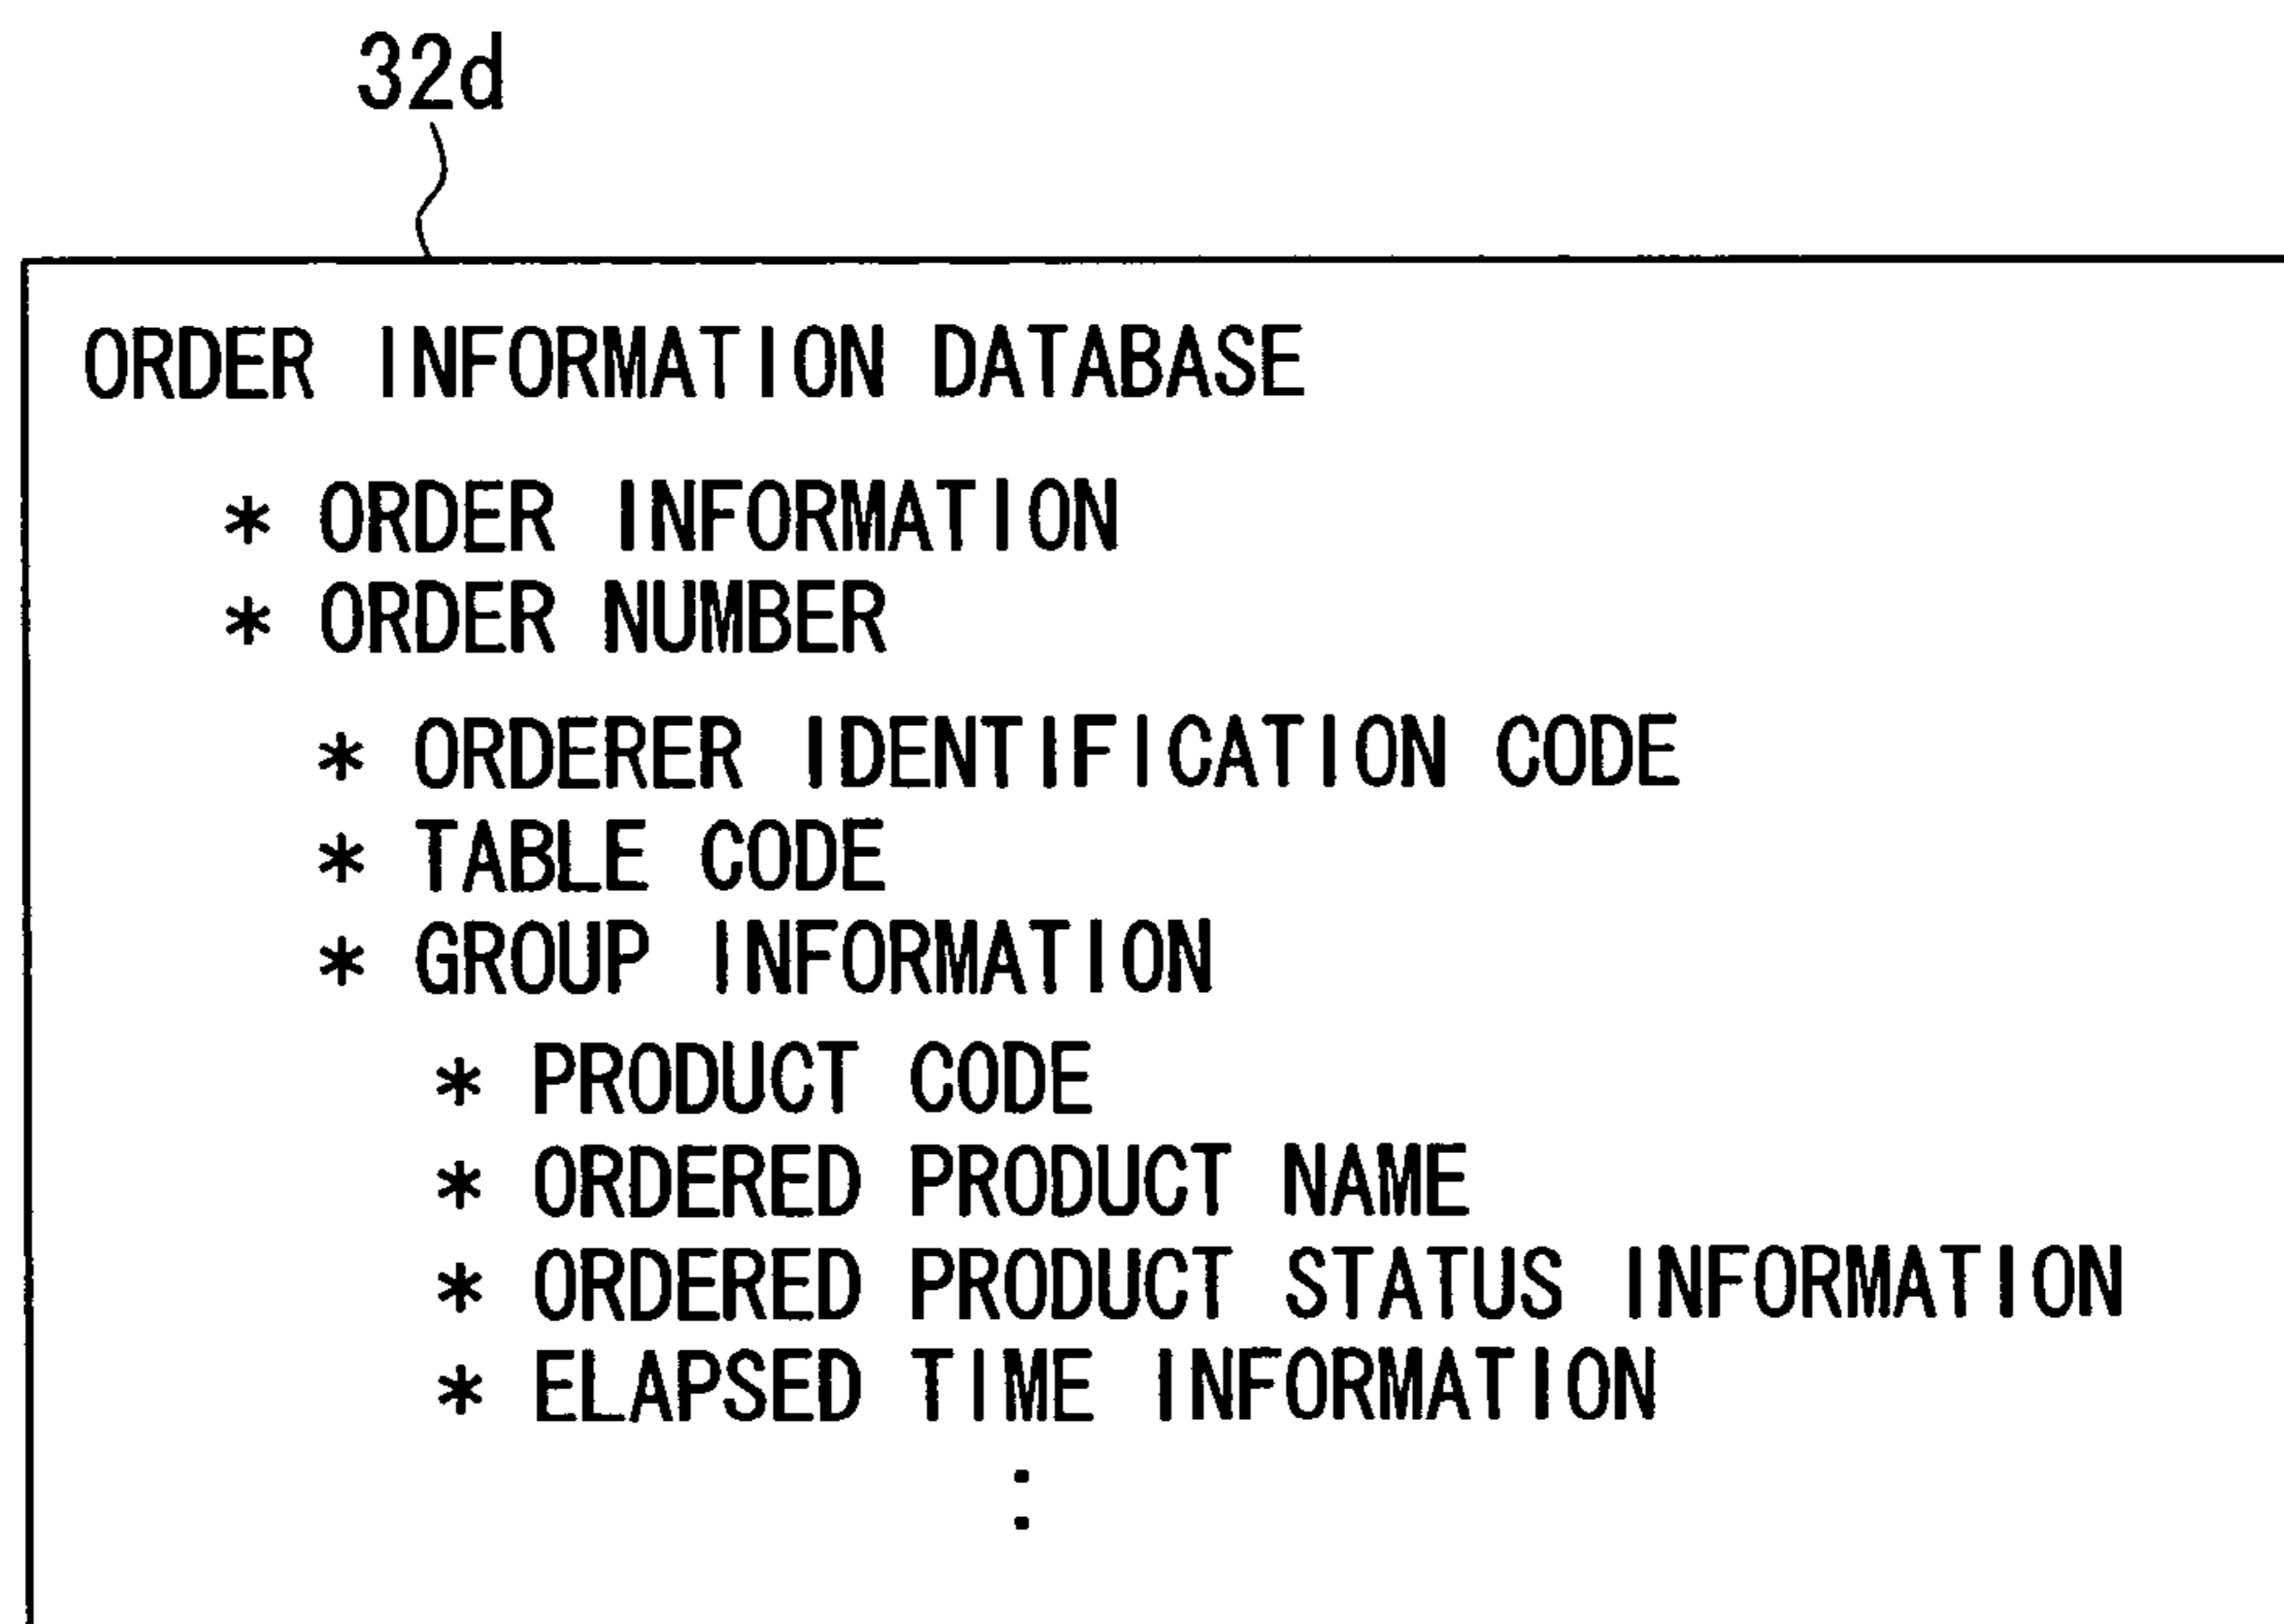 32d
ORDER INFORMATION DATABASE
* ORDER INFORMATION
* ORDER NUMBER
* ORDERER IDENTIFICATION CODE
* TABLE CODE
* GROUP INFORMATION
* PRODUCT CODE
* ORDERED PRODUCT NAME
* ORDERED PRODUCT STATUS INFORMATION
* ELAPSED TIME INFORMATION
: